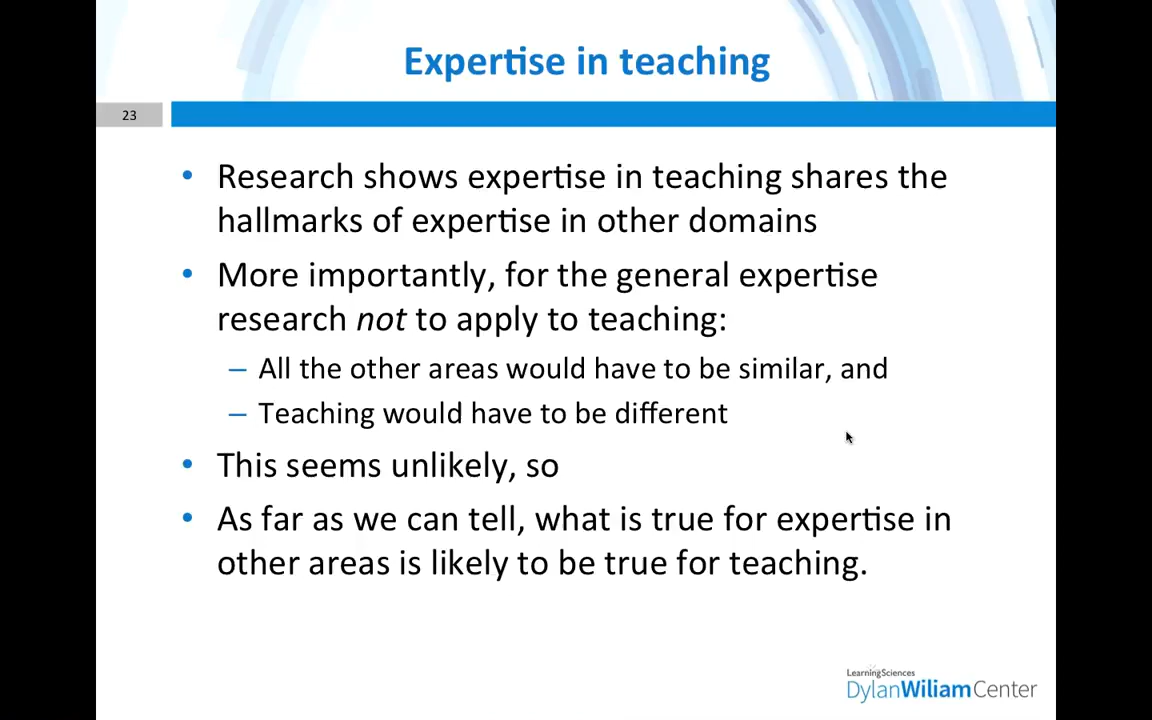 Expertise in teaching
23
• Research shows expertise in teaching shares the
hallmarks of expertise in other domains
• More importantly, for the general expertise
research not to apply to teaching:
– All the other areas would have to be similar, and
– Teaching would have to be different
• This seems unlikely, so
• As far as we can tell, what is true for expertise in
other areas is likely to be true for teaching.
LearningSciences
DylanWiliamCenter